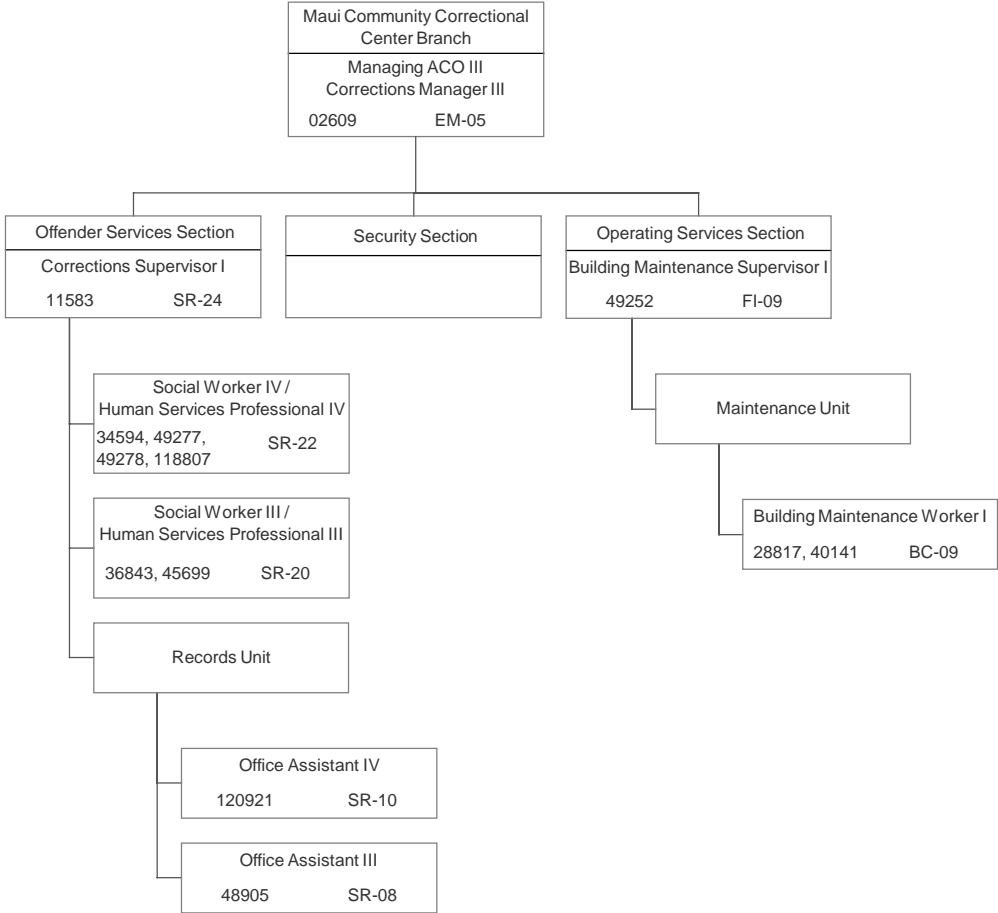 Maui Community Correctional
Center Branch
Managing ACO III
Corrections Manager III
02609 EM-05
Offender Services Section
Corrections Supervisor I
11583 SR-24
Security Section
Operating Services Section
Building Maintenance Supervisor I
49252 FI-09
Social Worker IV /
Human Services Professional IV
34594, 49277,
49278, 118807
SR-22
Social Worker III /
Human Services Professional III
36843, 45699 SR-20
Records Unit
Office Assistant IV
120921 SR-10
Office Assistant III
48905 SR-08
Maintenance Unit
Building Maintenance Worker I
28817, 40141 BC-09